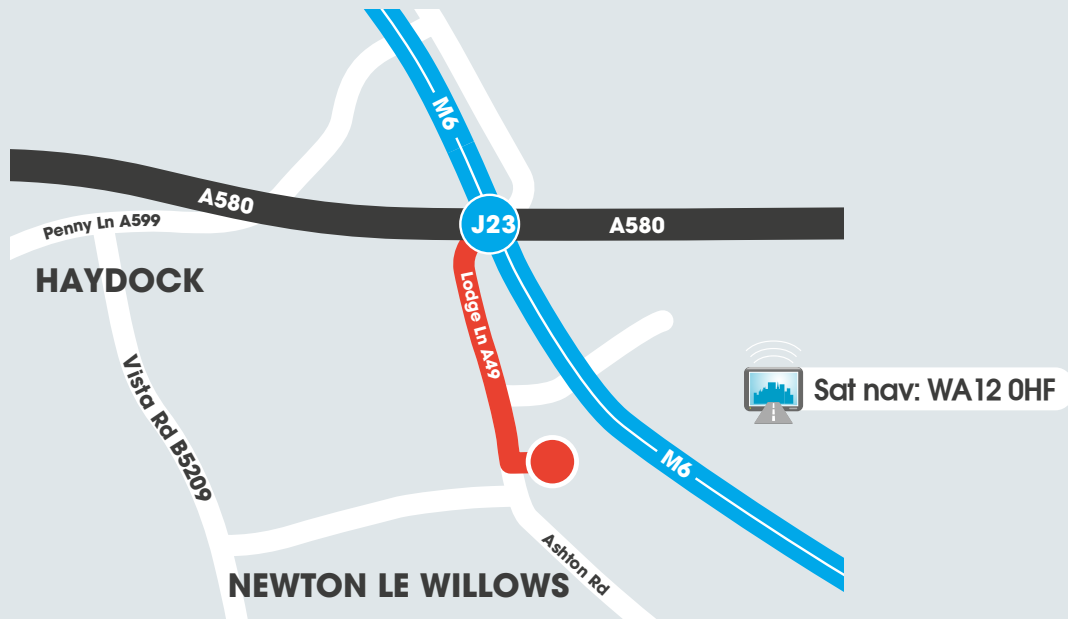 M6
A580
J23
A580
Penny Ln A599
HAYDOCK
Lodge Ln A49
Vista Rd B5209
Sat nav: WA12 0HF
M6
Ashton Rd
NEWTON LE WILLOWS